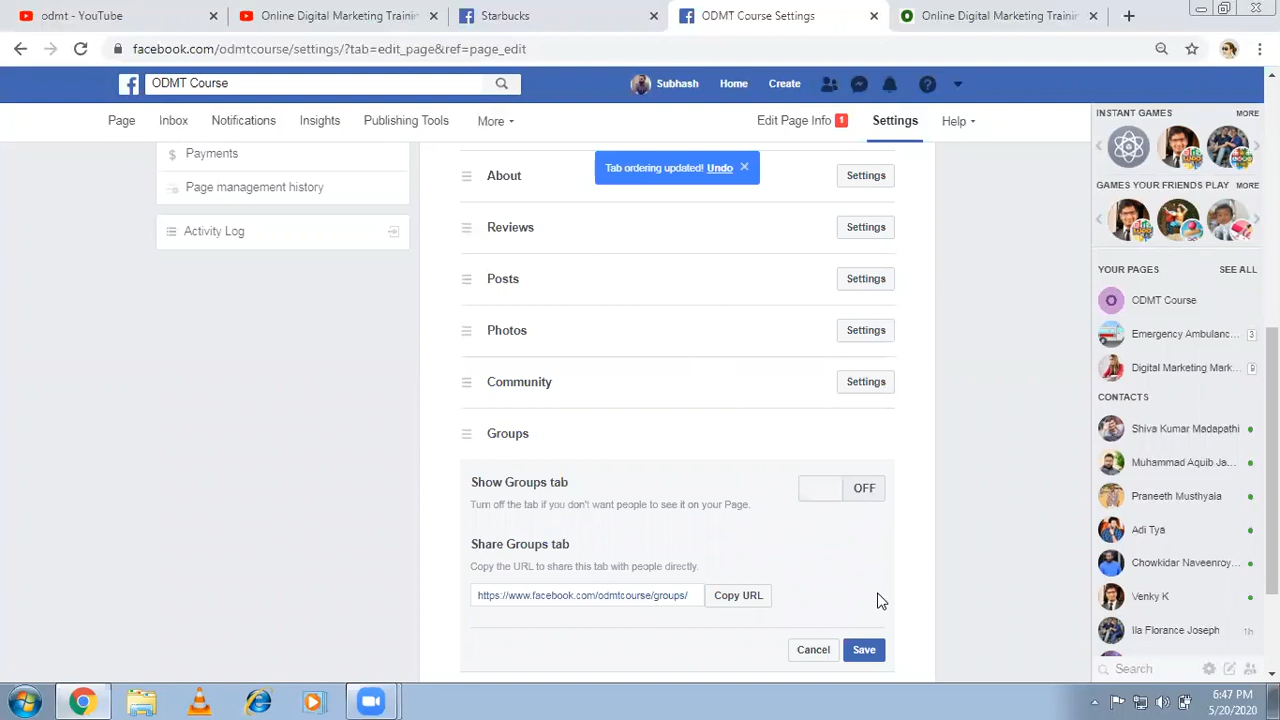 odmt - YouTube
Online Digital Marketing Training
Starbucks
ODMT Course Settings
Online Digital Marketing Training
facebook.com/odmtcourse/settings/?tab=edit_page&ref=page_edit
ODMT Course
Subhash
Home
Create
Page
Inbox
Notifications
Insights
Publishing Tools
More
Edit Page Info 1
Settings
Help
Payments
Page management history
Activity Log
Tab ordering updated! Undo
About
Settings
Reviews
Settings
Posts
Settings
Photos
Settings
Community
Settings
Groups
Show Groups tab
OFF
Turn off the tab if you don't want people to see it on your Page.
Share Groups tab
Copy the URL to share this tab with people directly.
https://www.facebook.com/odmtcourse/groups/
Copy URL
Cancel
Save
INSTANT GAMES
MORE
GAMES YOUR FRIENDS PLAY
MORE
YOUR PAGES
SEE ALL
ODMT Course
Emergency Ambulanc...
Digital Marketing Mark...
CONTACTS
Shiva Kumar Madapathi
Muhammad Aquib Ja...
Praneeth Musthyala
Adi Tya
Chowkidar Naveenroy...
Venky K
Ila Florance Joseph
1h
Search
6:47 PM
5/20/2020